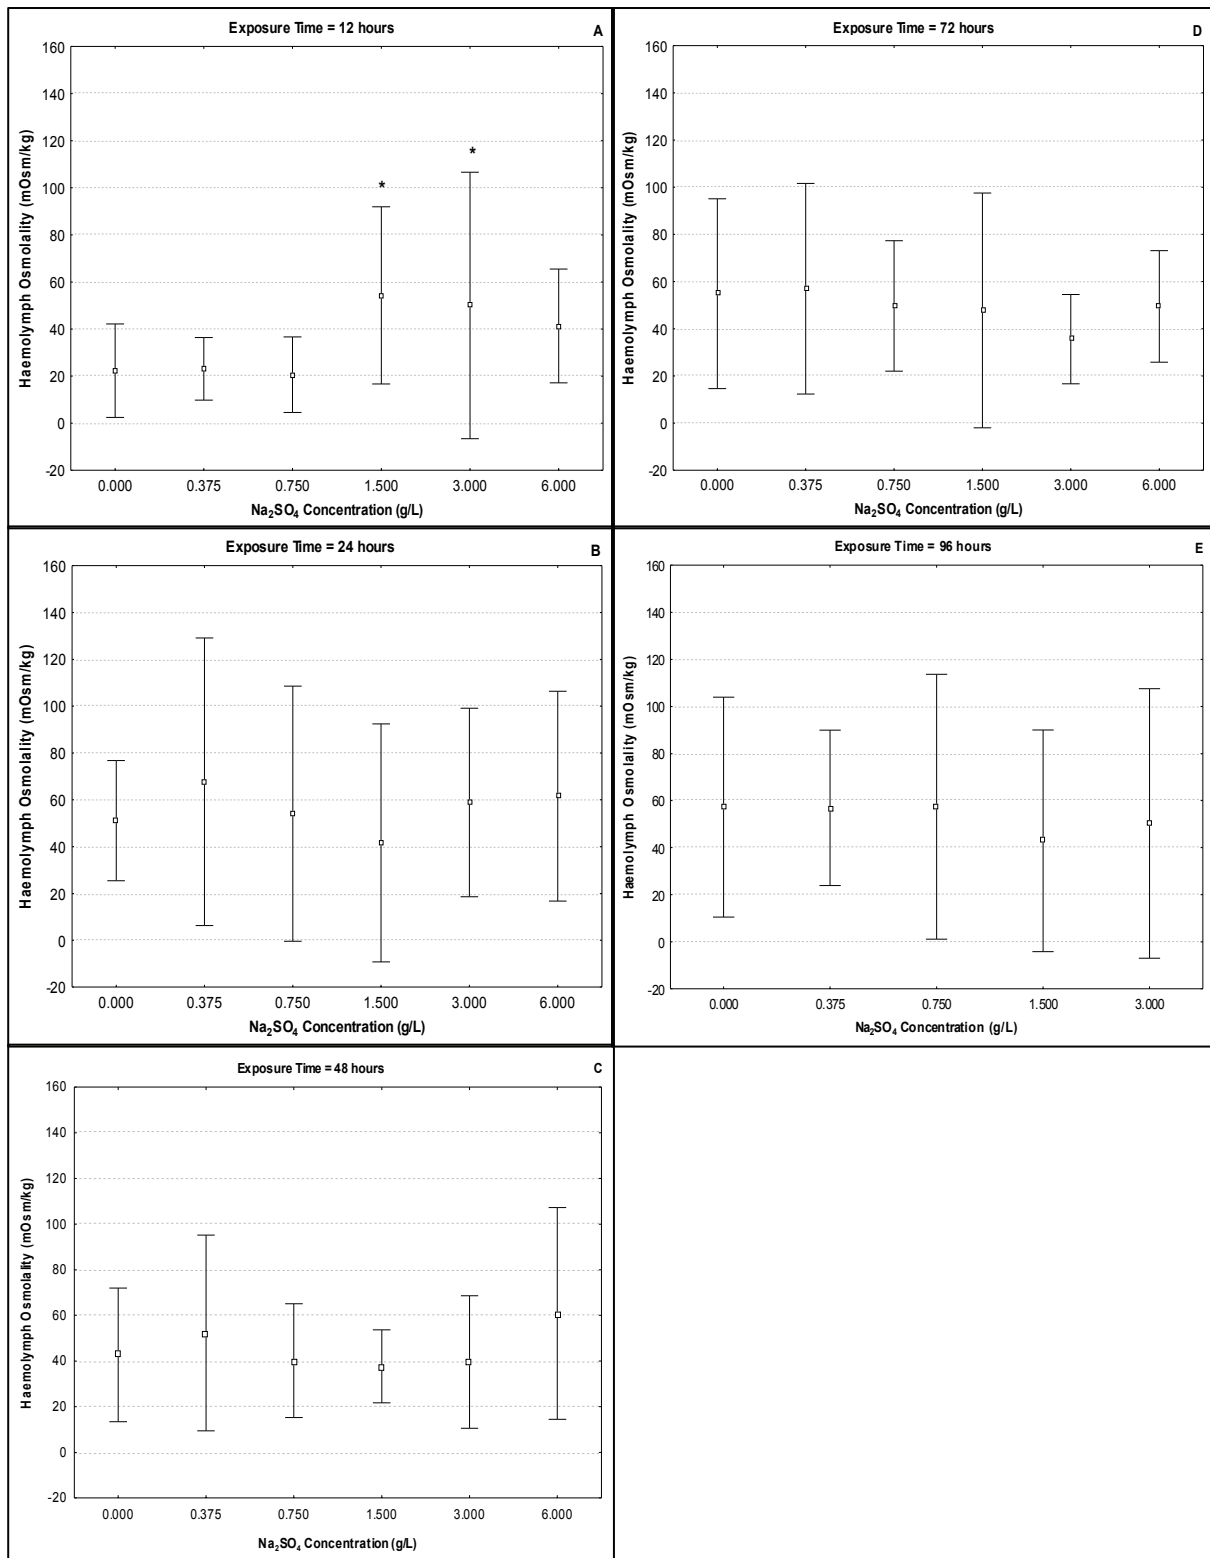 Exposure Time = 12 hours
A
160
140
120
100
80
60
40
20
0
-20
Haemolymph Osmolality (mOsm/kg)
*
*
0.000 0.375 0.750 1.500 3.000 6.000
Na₂SO₄ Concentration (g/L)
Exposure Time = 24 hours
B
160
140
120
100
80
60
40
20
0
-20
Haemolymph Osmolality (mOsm/kg)
0.000 0.375 0.750 1.500 3.000 6.000
Na₂SO₄ Concentration (g/L)
Exposure Time = 48 hours
C
160
140
120
100
80
60
40
20
0
-20
Haemolymph Osmolality (mOsm/kg)
0.000 0.375 0.750 1.500 3.000 6.000
Na₂SO₄ Concentration (g/L)
Exposure Time = 72 hours
D
160
140
120
100
80
60
40
20
0
-20
Haemolymph Osmolality (mOsm/kg)
0.000 0.375 0.750 1.500 3.000 6.000
Na₂SO₄ Concentration (g/L)
Exposure Time = 96 hours
E
160
140
120
100
80
60
40
20
0
-20
Haemolymph Osmolality (mOsm/kg)
0.000 0.375 0.750 1.500 3.000
Na₂SO₄ Concentration (g/L)